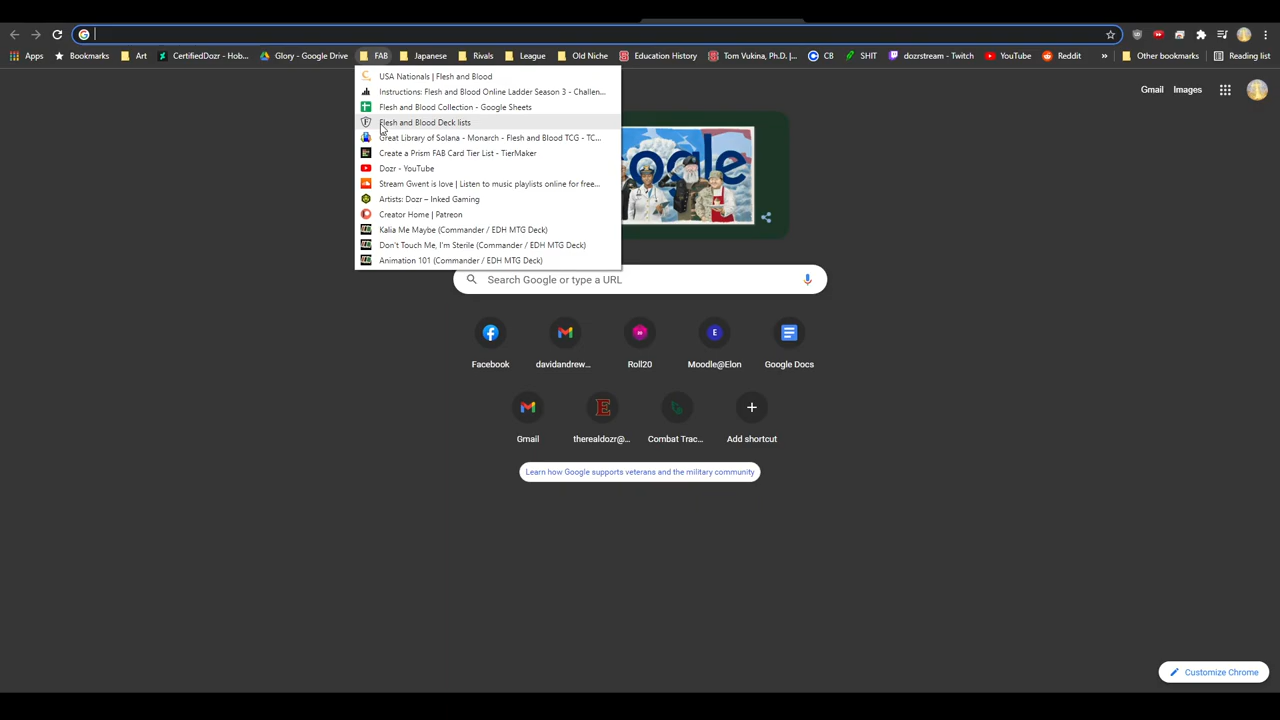 Apps
Bookmarks
Art
CertifiedDozr - Hob...
Glory - Google Drive
FAB
Japanese
Rivals
League
Old Niche
Education History
Tom Vukina, Ph.D. |...
CB
SHIT
dozrstream - Twitch
YouTube
Reddit
»
Other bookmarks
Reading list
USA Nationals | Flesh and Blood
Instructions: Flesh and Blood Online Ladder Season 3 - Challen...
Flesh and Blood Collection - Google Sheets
Flesh and Blood Deck lists
Great Library of Solana - Monarch - Flesh and Blood TCG - TC...
Create a Prism FAB Card Tier List - TierMaker
Dozr - YouTube
Stream Gwent is love | Listen to music playlists online for free...
Artists: Dozr – Inked Gaming
Creator Home | Patreon
Kalia Me Maybe (Commander / EDH MTG Deck)
Don't Touch Me, I'm Sterile (Commander / EDH MTG Deck)
Animation 101 (Commander / EDH MTG Deck)
Gmail
Images
Search Google or type a URL
Facebook
davidandrew...
Roll20
Moodle@Elon
Google Docs
Gmail
therealdozr@...
Combat Trac...
Add shortcut
Learn how Google supports veterans and the military community
Customize Chrome